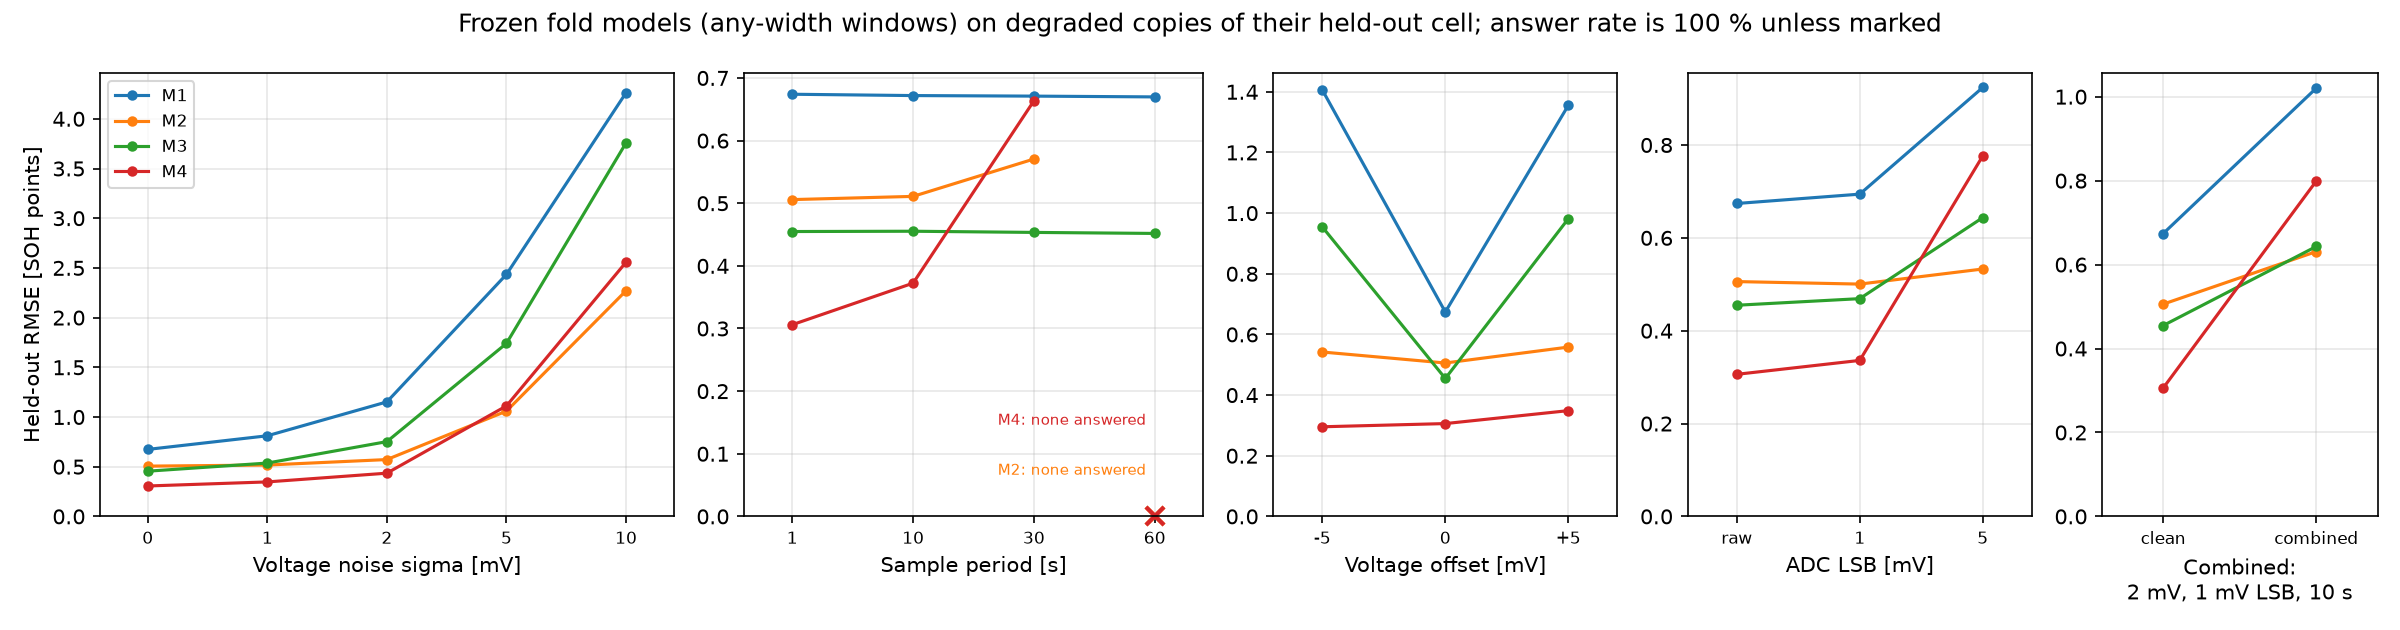 Frozen fold models (any-width windows) on degraded copies of their held-out cell; answer rate is 100 % unless marked
Held-out RMSE [SOH points]
0.0
0.5
1.0
1.5
2.0
2.5
3.0
3.5
4.0
M1
M2
M3
M4
0
1
2
5
10
Voltage noise sigma [mV]
0.0
0.1
0.2
0.3
0.4
0.5
0.6
0.7
M4: none answered
M2: none answered
1
10
30
60
Sample period [s]
0.0
0.2
0.4
0.6
0.8
1.0
1.2
1.4
-5
0
+5
Voltage offset [mV]
0.0
0.2
0.4
0.6
0.8
raw
1
5
ADC LSB [mV]
0.0
0.2
0.4
0.6
0.8
1.0
clean
combined
Combined:
2 mV, 1 mV LSB, 10 s